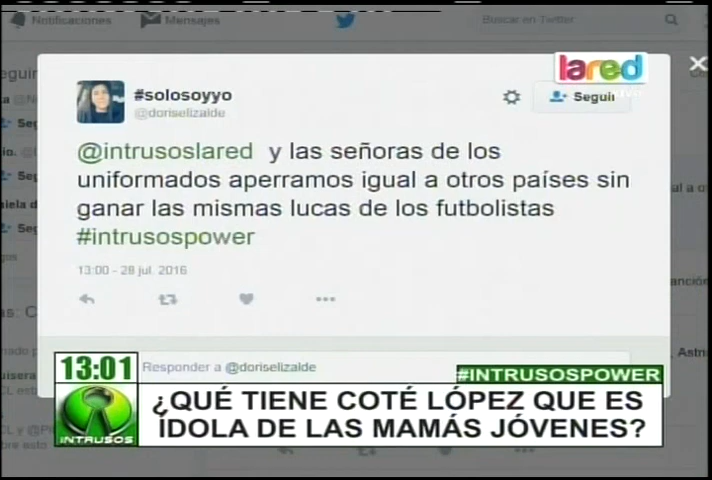 Notificaciones
Mensajes
Buscar en Twitter
lared
#solosoyyo
@doriselizalde
Seguir
@intrusoslared y las señoras de los
uniformados aperramos igual a otros países sin
ganar las mismas lucas de los futbolistas
#intrusospower
13:00 - 28 jul. 2016
Responder a @doriselizalde
13:01
#INTRUSOSPOWER
INTRUSOS
¿QUÉ TIENE COTÉ LÓPEZ QUE ES
ÍDOLA DE LAS MAMÁS JÓVENES?